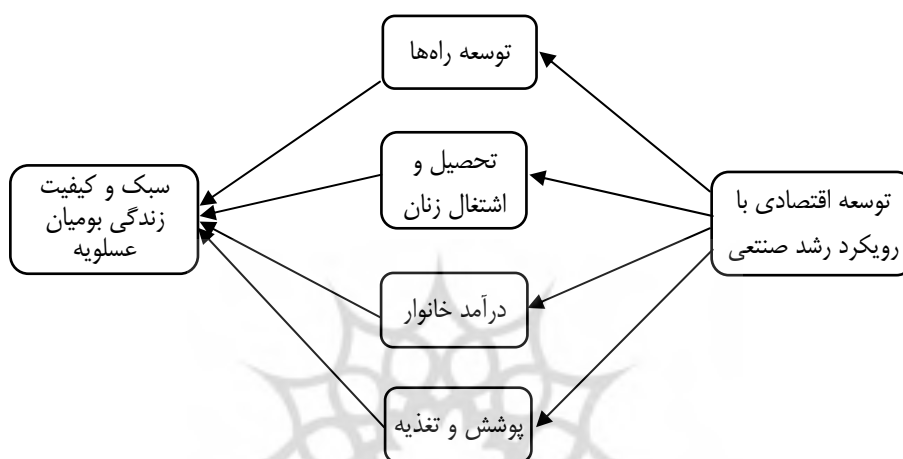 توسعه راه‌ها
تحصیل و
اشتغال زنان
توسعه اقتصادی با
رویکرد رشد صنتعی
سبک و کیفیت
زندگی بومیان
عسلویه
درآمد خانوار
پوشش و تغذیه